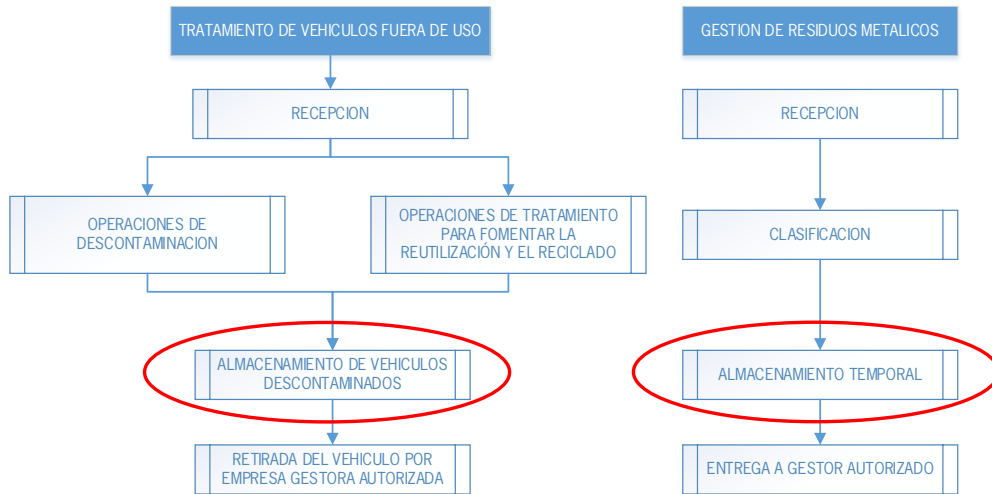 TRATAMIENTO DE VEHICULOS FUERA DE USO
RECEPCION
OPERACIONES DE
DESCONTAMINACION
OPERACIONES DE TRATAMIENTO
PARA FOMENTAR LA
REUTILIZACIÓN Y EL RECICLADO
ALMACENAMIENTO DE VEHICULOS
DESCONTAMINADOS
RETIRADA DEL VEHICULO POR
EMPRESA GESTORA AUTORIZADA
GESTION DE RESIDUOS METALICOS
RECEPCION
CLASIFICACION
ALMACENAMIENTO TEMPORAL
ENTREGA A GESTOR AUTORIZADO